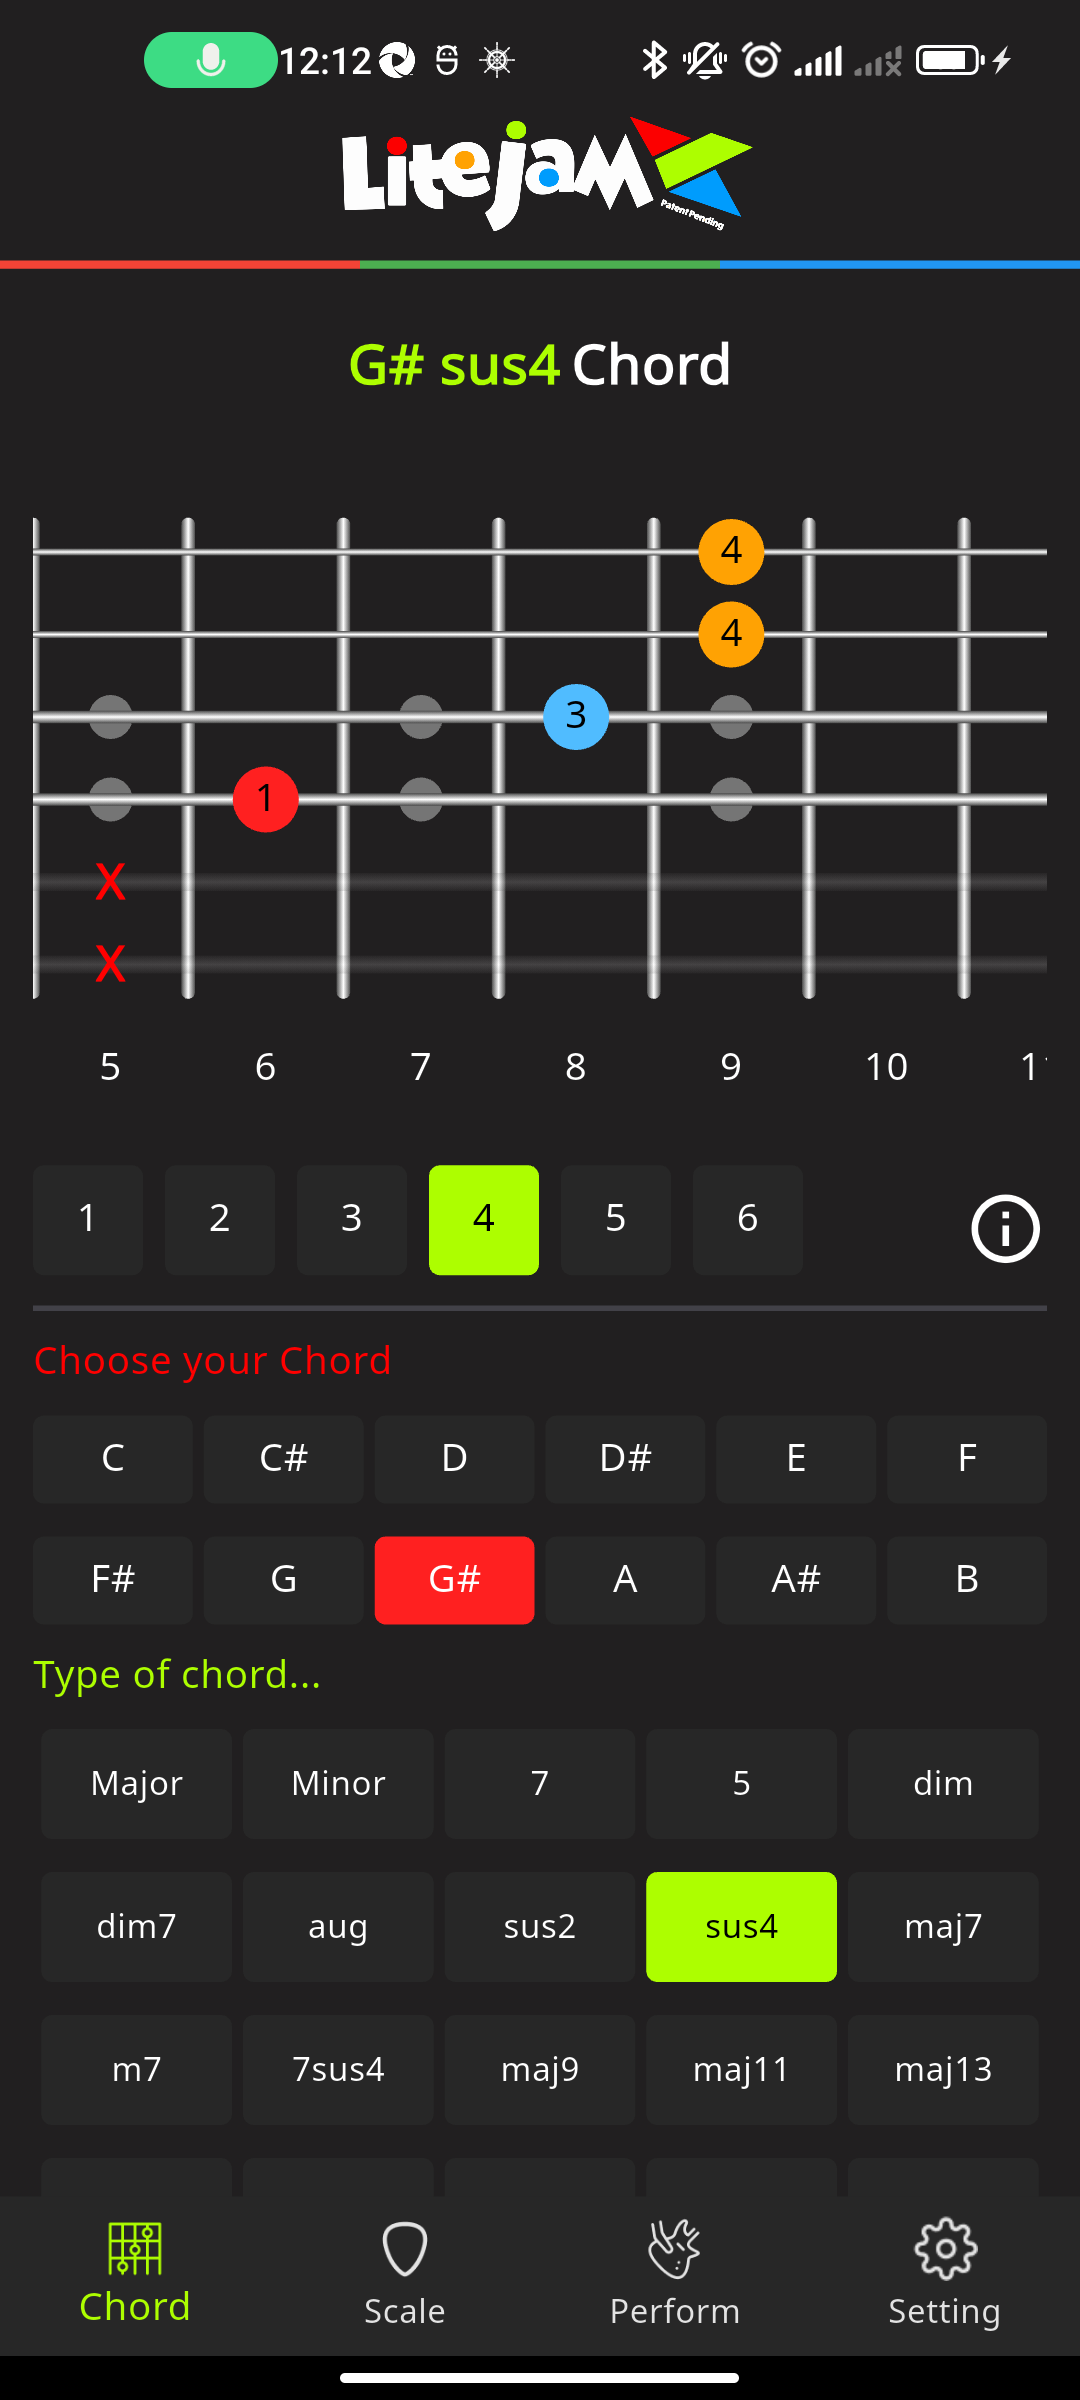 12:12
Litejam
Patent Pending
G# sus4 Chord
4
4
3
1
X
X
5 6 7 8 9 10 1
1 2 3 4 5 6
Choose your Chord
C C# D D# E F
F# G G# A A# B
Type of chord...
Major Minor 7 5 dim
dim7 aug sus2 sus4 maj7
m7 7sus4 maj9 maj11 maj13
Chord Scale Perform Setting